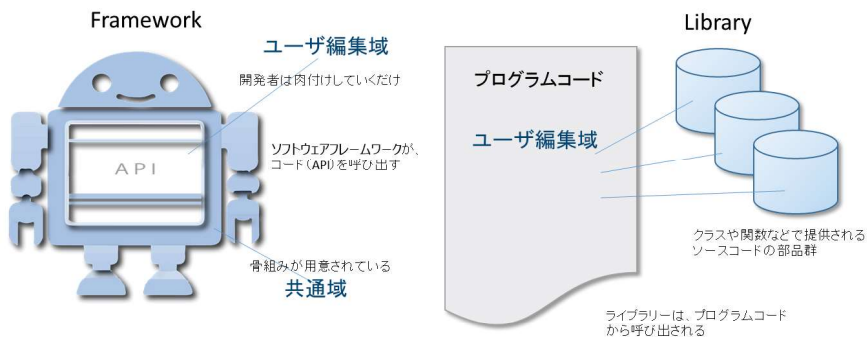 Framework
ユーザ編集域
開発者は肉付けしていくだけ
ソフトウェアフレームワークが、
コード(API)を呼び出す
API
骨組みが用意されている
共通域
Library
プログラムコード
ユーザ編集域
クラスや関数などで提供される
ソースコードの部品群
ライブラリーは、プログラムコード
から呼び出される